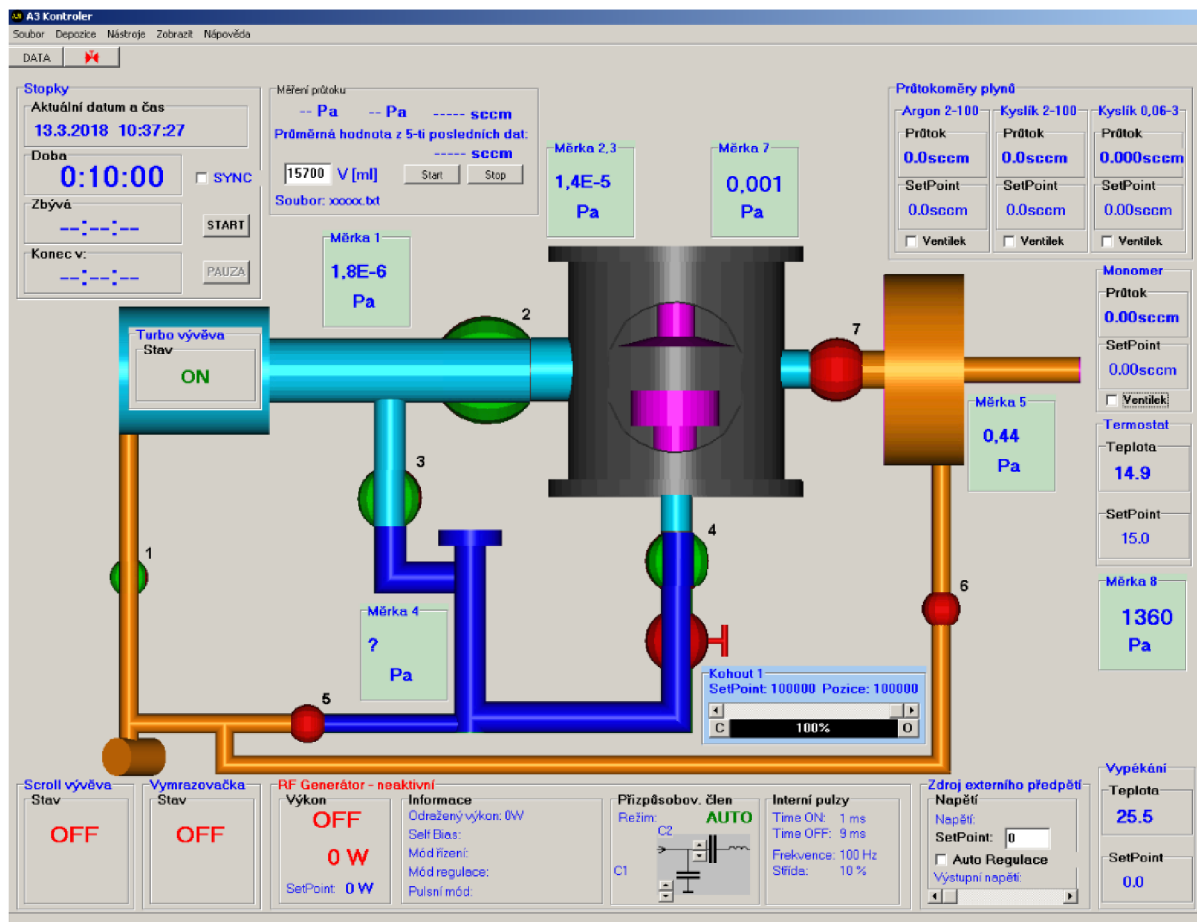 A3 Kontroler
Soubor Depozice Nástroje Zobrazit Nápověda
DATA
Stopky
Aktuální datum a čas
13.3.2018 10:37:27
Doba
0:10:00
SYNC
Zbývá
--:--:--
START
Konec v:
--:--:--
PAUZA
Měření průtoku
-- Pa -- Pa ----- sccm
Průměrná hodnota z 5-ti posledních dat:
----- sccm
15700 V [ml] Start Stop
Soubor: xxxxx.txt
Měrka 2,3
1,4E-5
Pa
Měrka 7
0,001
Pa
Průtokoměry plynů
Argon 2-100
Průtok
0.0sccm
SetPoint
0.0sccm
Ventilek
Kyslík 2-100
Průtok
0.0sccm
SetPoint
0.0sccm
Ventilek
Kyslík 0,06-3
Průtok
0.000sccm
SetPoint
0.00sccm
Ventilek
Měrka 1
1,8E-6
Pa
Monomer
Průtok
0.00sccm
SetPoint
0.00sccm
Ventilek
Turbo vývěva
Stav
ON
2
7
3
4
1
6
5
Měrka 5
0,44
Pa
Termostat
Teplota
14.9
SetPoint
15.0
Měrka 8
1360
Pa
Měrka 4
?
Pa
Kohout 1
SetPoint: 100000 Pozice: 100000
C 100% O
Scroll vývěva
Stav
OFF
Vymrazovačka
Stav
OFF
RF Generátor - neaktivní
Výkon
OFF
0 W
SetPoint: 0 W
Informace
Odražený výkon: 0W
Self Bias:
Mód řízení:
Mód regulace:
Pulsní mód:
Přizpůsobov. člen
Režim: AUTO
C2
C1
Interní pulzy
Time ON: 1 ms
Time OFF: 9 ms
Frekvence: 100 Hz
Střída: 10 %
Zdroj externího předpětí
Napětí
Napětí:
SetPoint: 0
Auto Regulace
Výstupní napětí:
Vypékání
Teplota
25.5
SetPoint
0.0